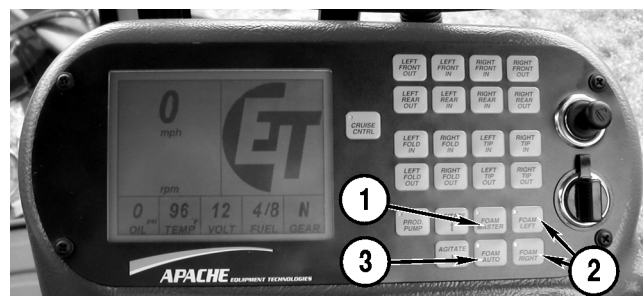 LEFT FRONT OUT
LEFT FRONT IN
RIGHT FRONT IN
RIGHT FRONT OUT
LEFT REAR OUT
LEFT REAR IN
RIGHT REAR IN
RIGHT REAR OUT
CRUISE CNTRL
LEFT FOLD IN
RIGHT FOLD IN
LEFT TIP IN
RIGHT TIP IN
LEFT FOLD OUT
RIGHT FOLD OUT
LEFT TIP OUT
RIGHT TIP OUT
0
mph
ET
rpm
0 PSI
96 F
12
4/8
N
OIL
TEMP
VOLT
FUEL
GEAR
1
PROD PUMP
FOAM MASTER
FOAM LEFT
3
AGITATE
FOAM AUTO
FOAM RIGHT
2
APACHE EQUIPMENT TECHNOLOGIES